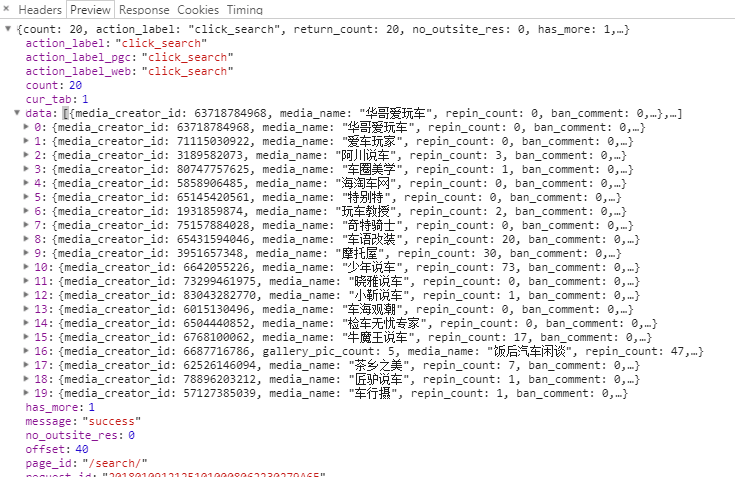 × Headers Preview Response Cookies Timing
▼ {count: 20, action_label: "click_search", return_count: 20, no_outsite_res: 0, has_more: 1,…}
action_label: "click_search"
action_label_pgc: "click_search"
action_label_web: "click_search"
count: 20
cur_tab: 1
▼ data: [{media_creator_id: 63718784968, media_name: "华哥爱玩车", repin_count: 0, ban_comment: 0,…},…]
▶ 0: {media_creator_id: 63718784968, media_name: "华哥爱玩车", repin_count: 0, ban_comment: 0,…}
▶ 1: {media_creator_id: 71115030922, media_name: "爱车玩家", repin_count: 0, ban_comment: 0,…}
▶ 2: {media_creator_id: 3189582073, media_name: "阿川说车", repin_count: 3, ban_comment: 0,…}
▶ 3: {media_creator_id: 80747757625, media_name: "车圈美学", repin_count: 1, ban_comment: 0,…}
▶ 4: {media_creator_id: 5858906485, media_name: "海淘车网", repin_count: 0, ban_comment: 0,…}
▶ 5: {media_creator_id: 65145420561, media_name: "特别特", repin_count: 0, ban_comment: 0,…}
▶ 6: {media_creator_id: 1931859874, media_name: "玩车教授", repin_count: 2, ban_comment: 0,…}
▶ 7: {media_creator_id: 75157884028, media_name: "奇特骑士", repin_count: 0, ban_comment: 0,…}
▶ 8: {media_creator_id: 65431594046, media_name: "车语改装", repin_count: 20, ban_comment: 0,…}
▶ 9: {media_creator_id: 3951657348, media_name: "摩托屋", repin_count: 30, ban_comment: 0,…}
▶ 10: {media_creator_id: 6642055226, media_name: "少年说车", repin_count: 73, ban_comment: 0,…}
▶ 11: {media_creator_id: 73299461975, media_name: "晓雅说车", repin_count: 0, ban_comment: 0,…}
▶ 12: {media_creator_id: 83043282770, media_name: "小靳说车", repin_count: 1, ban_comment: 0,…}
▶ 13: {media_creator_id: 6015130496, media_name: "车海观潮", repin_count: 0, ban_comment: 0,…}
▶ 14: {media_creator_id: 6504440852, media_name: "检车无忧专家", repin_count: 0, ban_comment: 0,…}
▶ 15: {media_creator_id: 6768100062, media_name: "牛魔王说车", repin_count: 17, ban_comment: 0,…}
▶ 16: {media_creator_id: 6687716786, gallery_pic_count: 5, media_name: "饭后汽车闲谈", repin_count: 47,…}
▶ 17: {media_creator_id: 62526146094, media_name: "茶乡之美", repin_count: 7, ban_comment: 0,…}
▶ 18: {media_creator_id: 78896203212, media_name: "匠驴说车", repin_count: 1, ban_comment: 0,…}
▶ 19: {media_creator_id: 57127385039, media_name: "车行摄", repin_count: 1, ban_comment: 0,…}
has_more: 1
message: "success"
no_outsite_res: 0
offset: 40
page_id: "/search/"